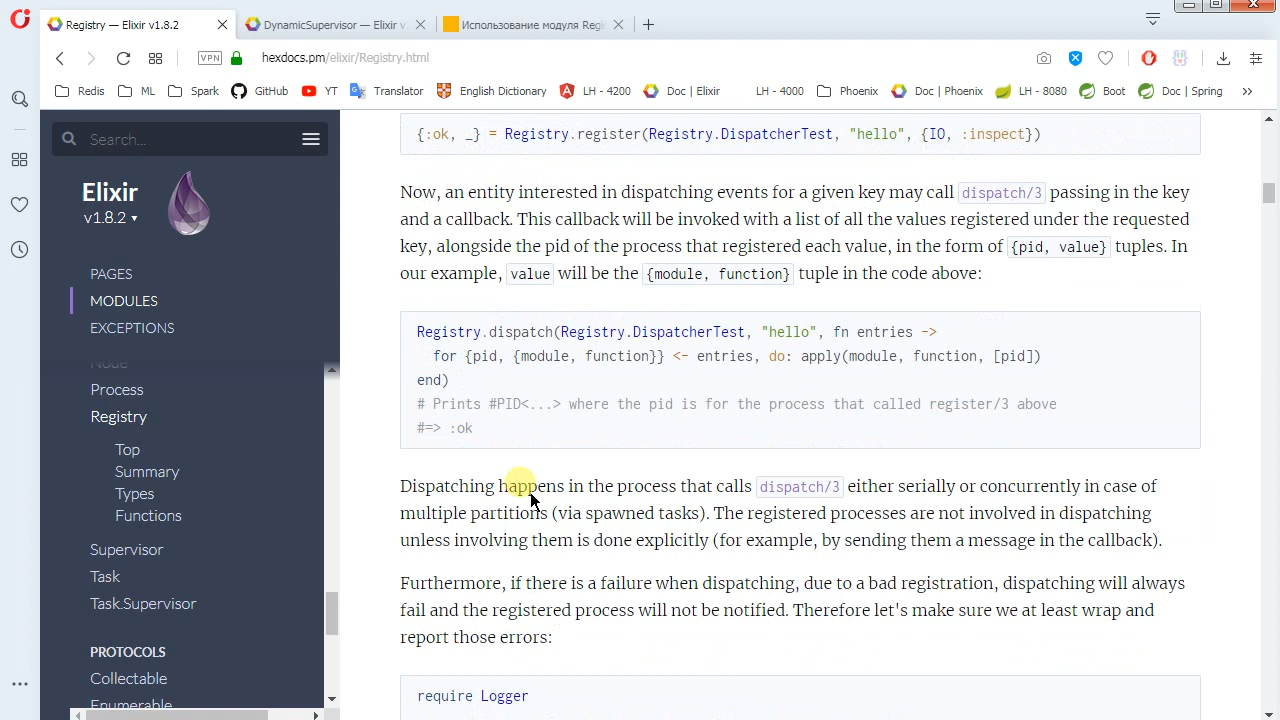 Registry — Elixir v1.8.2
DynamicSupervisor — Elixir v
Использование модуля Regi
VPN
hexdocs.pm/elixir/Registry.html
Redis
ML
Spark
GitHub
YT
Translator
English Dictionary
LH - 4200
Doc | Elixir
LH - 4000
Phoenix
Doc | Phoenix
LH - 8080
Boot
Doc | Spring
Search...
Elixir
v1.8.2
PAGES
MODULES
EXCEPTIONS
Node
Process
Registry
Top
Summary
Types
Functions
Supervisor
Task
Task.Supervisor
PROTOCOLS
Collectable
Enumerable
{:ok, _} = Registry.register(Registry.DispatcherTest, "hello", {IO, :inspect})
Now, an entity interested in dispatching events for a given key may call dispatch/3 passing in the key
and a callback. This callback will be invoked with a list of all the values registered under the requested
key, alongside the pid of the process that registered each value, in the form of {pid, value} tuples. In
our example, value will be the {module, function} tuple in the code above:
Registry.dispatch(Registry.DispatcherTest, "hello", fn entries ->
for {pid, {module, function}} <- entries, do: apply(module, function, [pid])
end)
# Prints #PID<...> where the pid is for the process that called register/3 above
#=> :ok
Dispatching happens in the process that calls dispatch/3 either serially or concurrently in case of
multiple partitions (via spawned tasks). The registered processes are not involved in dispatching
unless involving them is done explicitly (for example, by sending them a message in the callback).
Furthermore, if there is a failure when dispatching, due to a bad registration, dispatching will always
fail and the registered process will not be notified. Therefore let's make sure we at least wrap and
report those errors:
require Logger